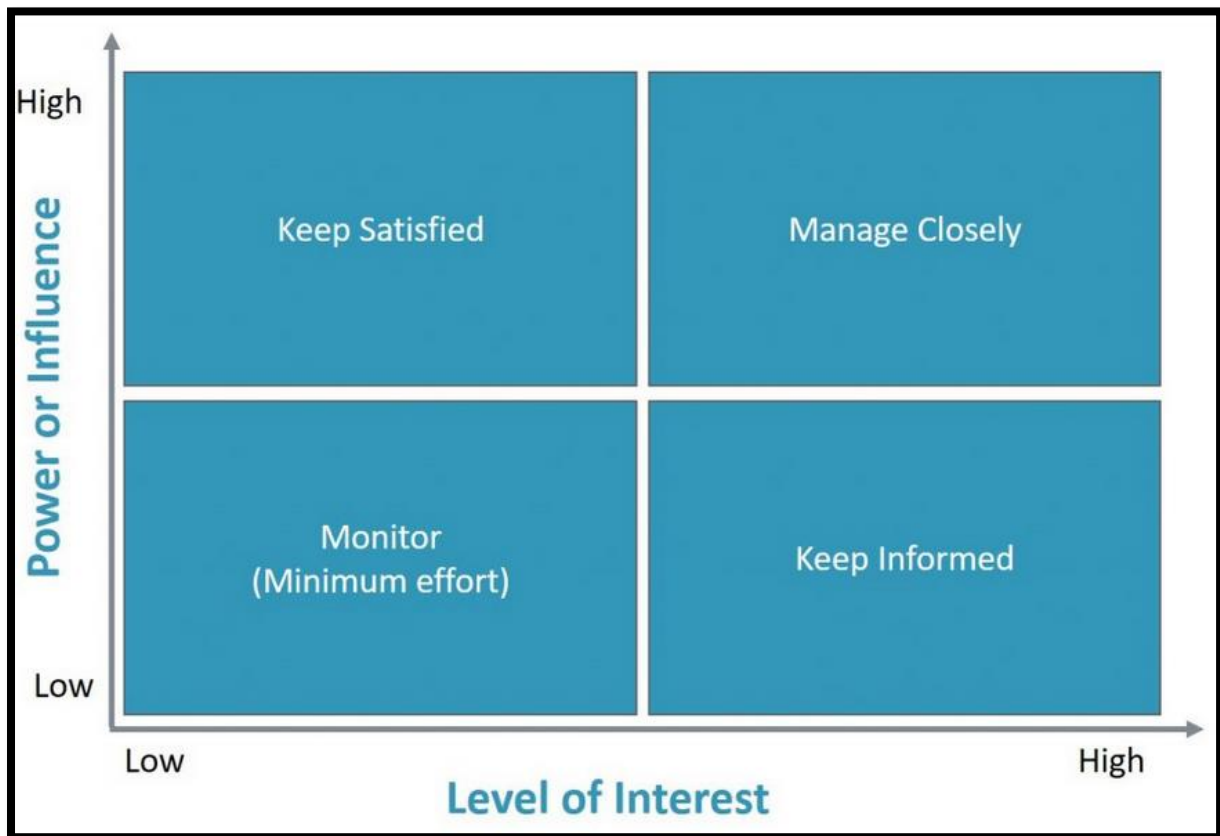 High
Keep Satisfied
Manage Closely
Power or Influence
Monitor
(Minimum effort)
Keep Informed
Low
Low
High
Level of Interest